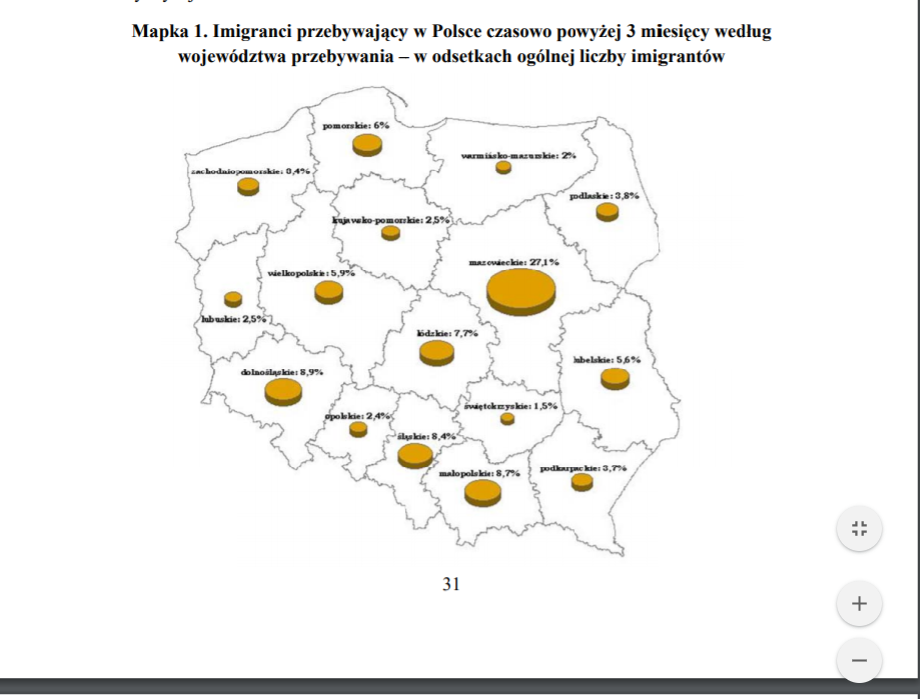 Mapka 1. Imigranci przebywający w Polsce czasowo powyżej 3 miesięcy według
województwa przebywania – w odsetkach ogólnej liczby imigrantów
pomorskie: 6%
warmińsko-mazurskie: 2%
zachodniopomorskie: 3,4%
podlaskie: 3,8%
kujawsko-pomorskie: 2,5%
mazowieckie: 27,1%
wielkopolskie: 5,9%
lubuskie: 2,5%
łódzkie: 7,7%
lubelskie: 5,6%
dolnośląskie: 8,9%
świętokrzyskie: 1,5%
opolskie: 2,4%
śląskie: 8,4%
małopolskie: 8,7%
podkarpackie: 3,7%
31